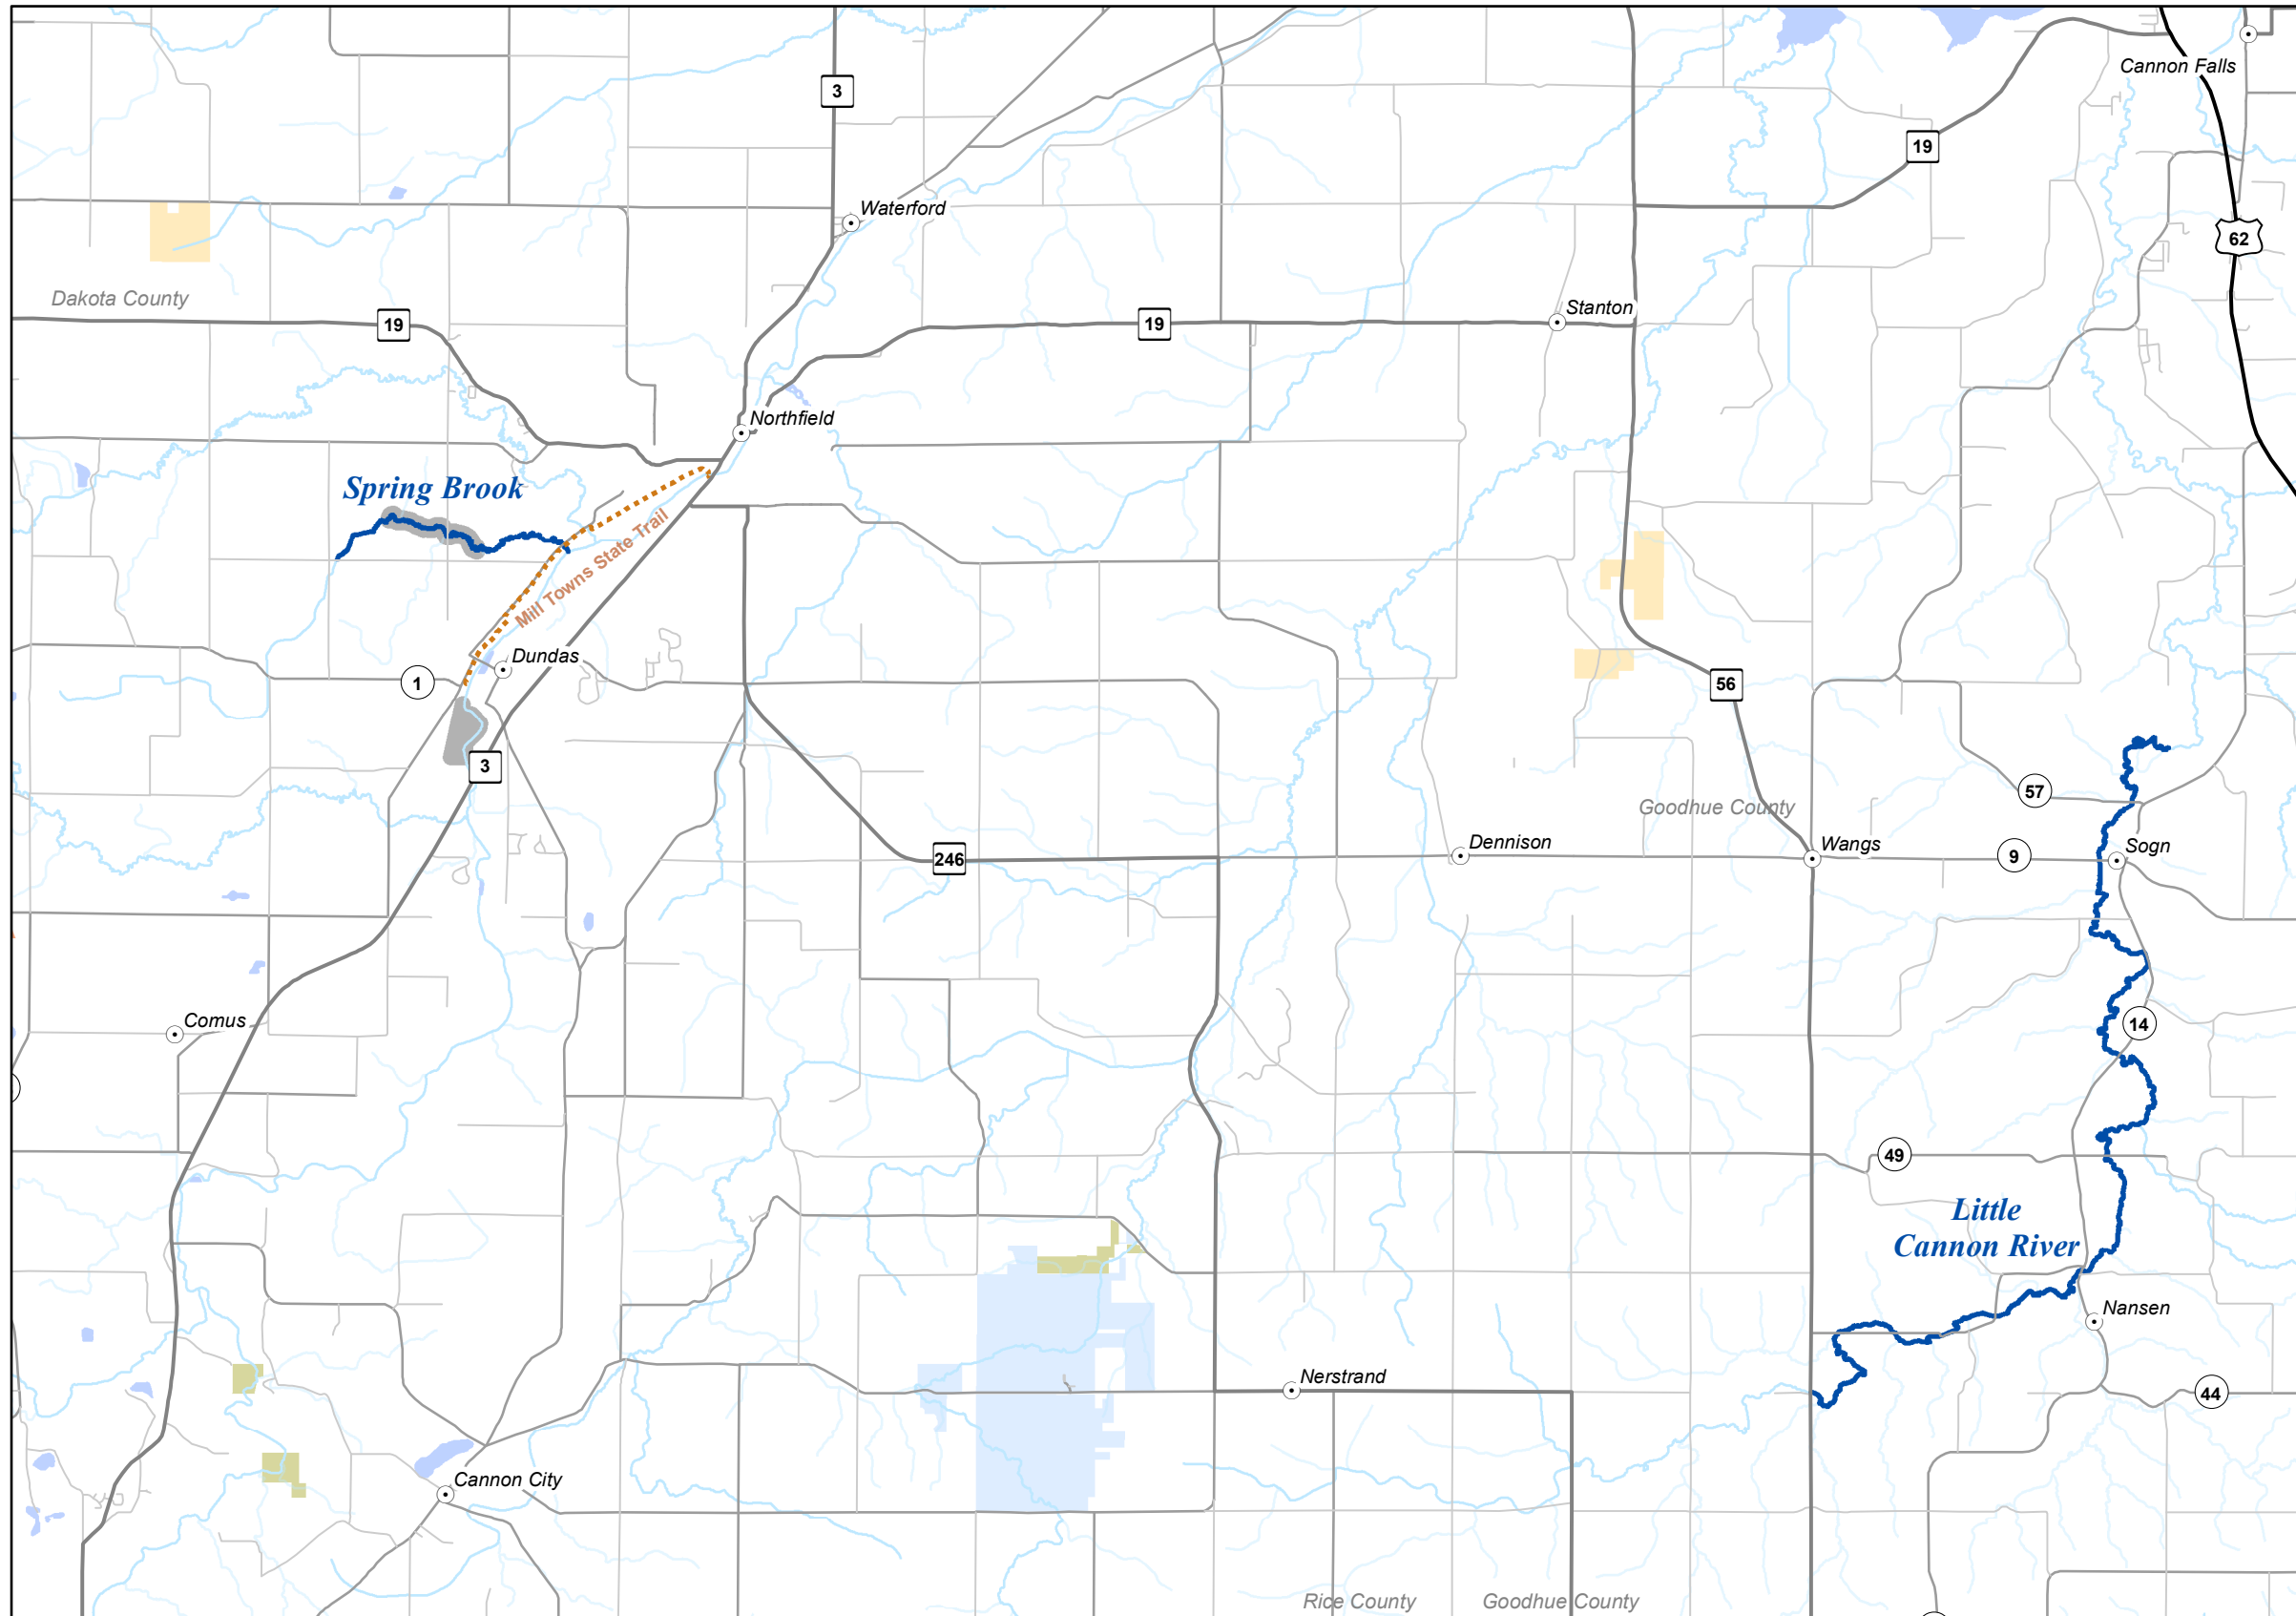 Cannon Falls
3
19
Waterford
62
Dakota County
Stanton
19
19
Northfield
Spring Brook
Mill Towns State Trail
Dundas
1
56
3
57
Goodhue County
Dennison
Wangs
9
Sogn
246
Comus
14
49
Little
Cannon River
Nansen
Nerstrand
44
Cannon City
Rice County
Goodhue County